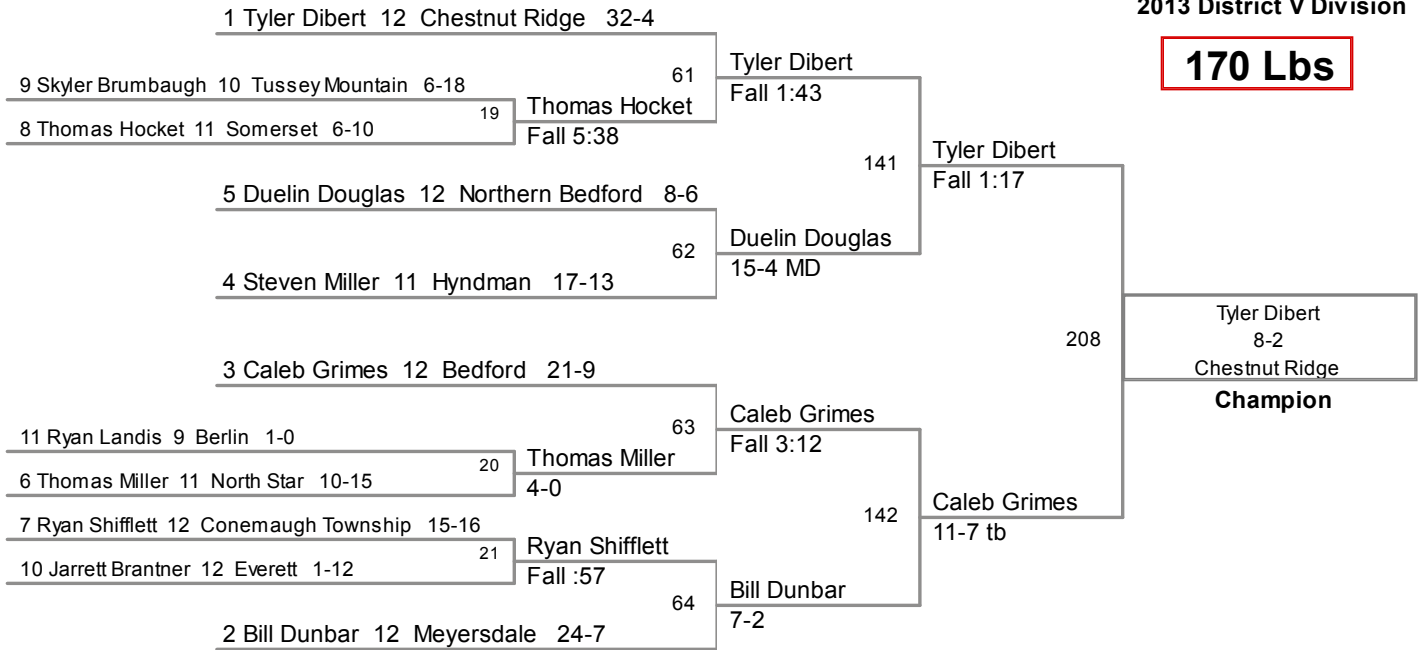 2013 District V Division
170 Lbs
1 Tyler Dibert 12 Chestnut Ridge 32-4
61
Tyler Dibert
Fall 1:43
9 Skyler Brumbaugh 10 Tussey Mountain 6-18
19
Thomas Hocket
Fall 5:38
8 Thomas Hocket 11 Somerset 6-10
141
Tyler Dibert
Fall 1:17
5 Duelin Douglas 12 Northern Bedford 8-6
62
Duelin Douglas
15-4 MD
4 Steven Miller 11 Hyndman 17-13
208
Tyler Dibert
8-2
Chestnut Ridge
Champion
3 Caleb Grimes 12 Bedford 21-9
63
Caleb Grimes
Fall 3:12
11 Ryan Landis 9 Berlin 1-0
20
Thomas Miller
4-0
6 Thomas Miller 11 North Star 10-15
142
Caleb Grimes
11-7 tb
7 Ryan Shifflett 12 Conemaugh Township 15-16
21
Ryan Shifflett
Fall :57
10 Jarrett Brantner 12 Everett 1-12
64
Bill Dunbar
7-2
2 Bill Dunbar 12 Meyersdale 24-7